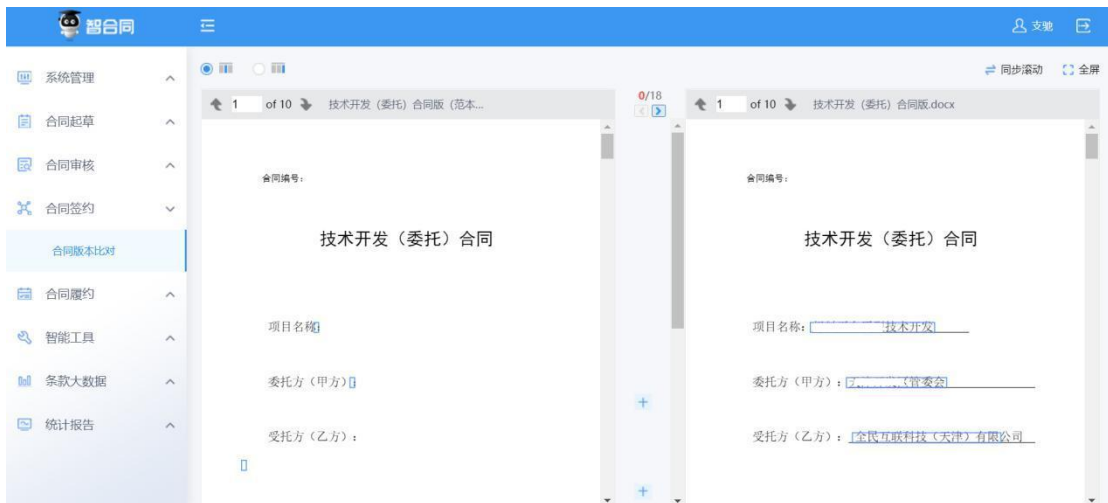 智合同
支驰
系统管理
合同起草
合同审核
合同签约
合同版本比对
合同履约
智能工具
条款大数据
统计报告
同步滚动
全屏
1 of 10 技术开发（委托）合同版（范本...
0/18
1 of 10 技术开发（委托）合同版.docx
合同编号：
技术开发（委托）合同
项目名称
委托方（甲方）
受托方（乙方）：
合同编号：
技术开发（委托）合同
项目名称：技术开发
委托方（甲方）：（管委会
受托方（乙方）：全民互联科技（天津）有限公司